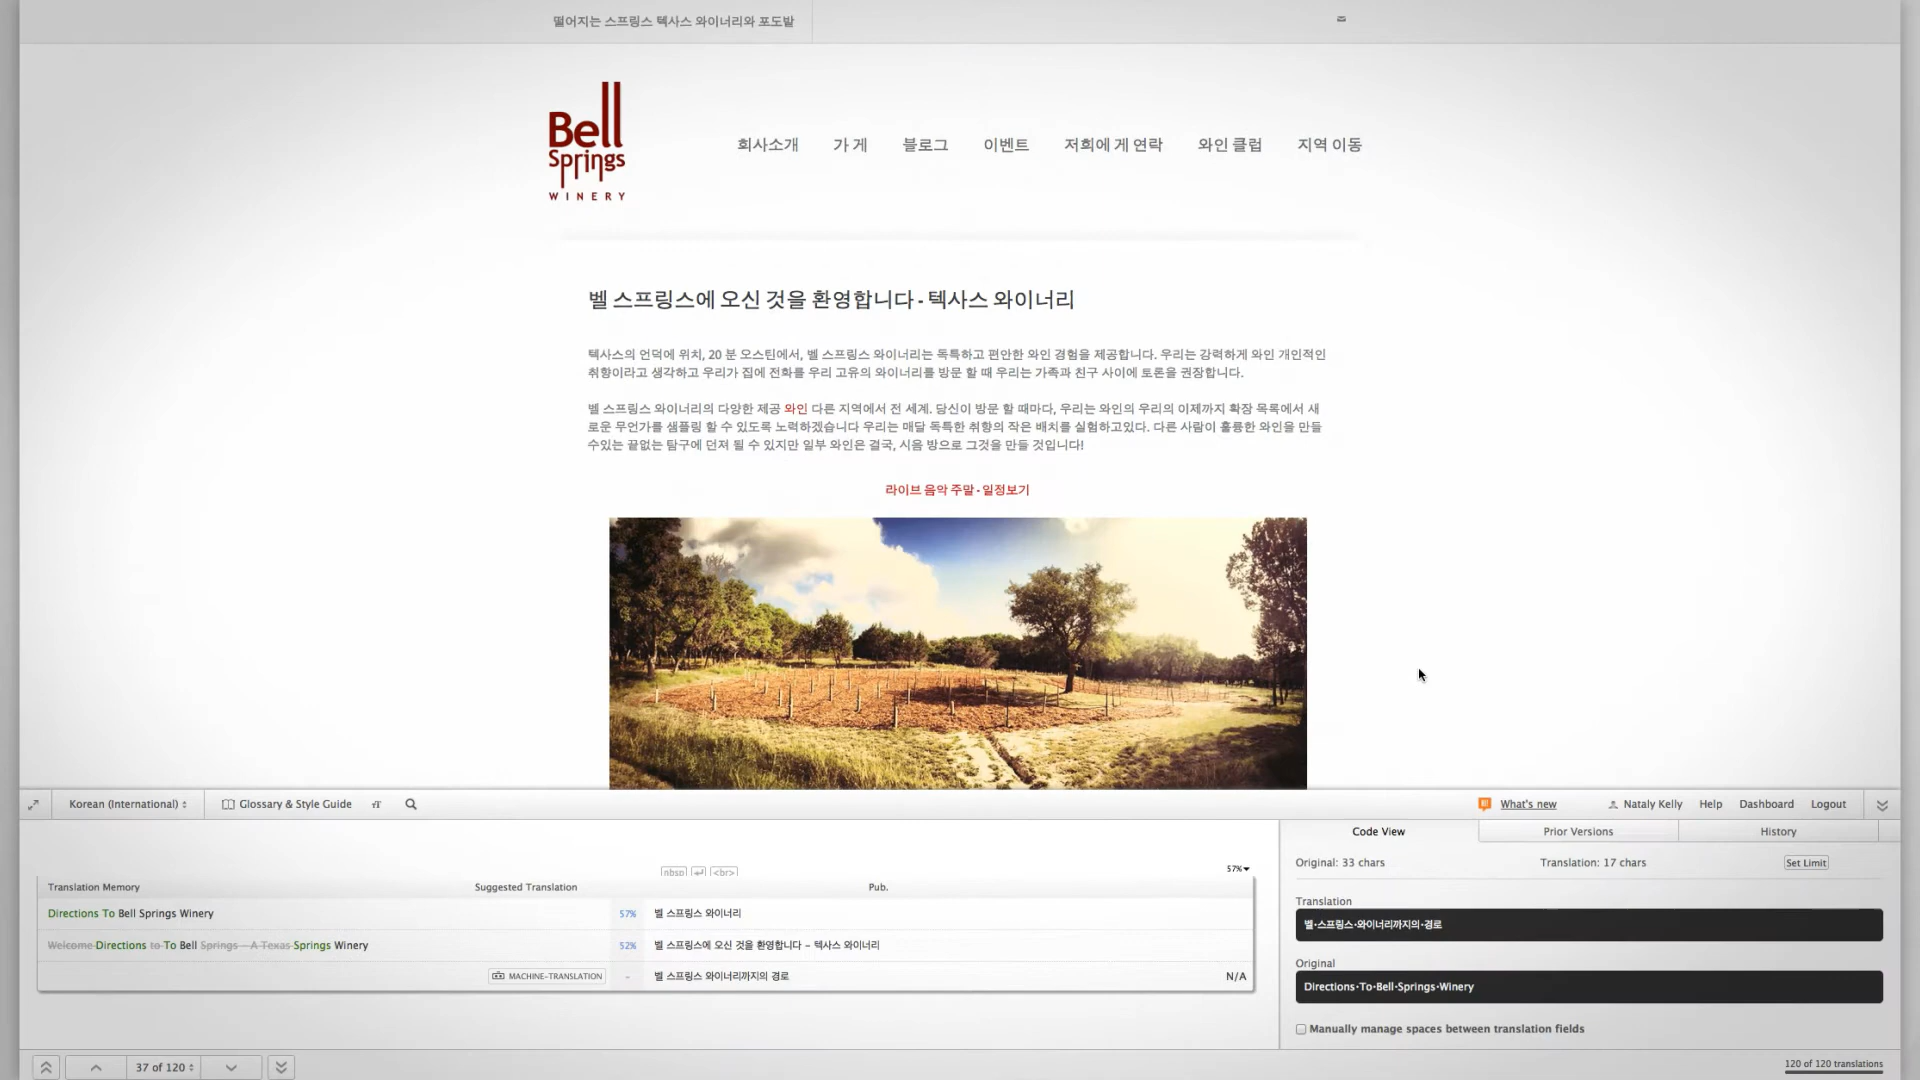 떨어지는 스프링스 텍사스 와이너리와 포도밭
Bell
Springs
WINERY
회사소개 가 게 블로그 이벤트 저희에 게 연락 와인 클럽 지역 이동
벨 스프링스에 오신 것을 환영합니다 - 텍사스 와이너리
텍사스의 언덕에 위치, 20 분 오스틴에서, 벨 스프링스 와이너리는 독특하고 편안한 와인 경험을 제공합니다. 우리는 강력하게 와인 개인적인
취향이라고 생각하고 우리가 집에 전화를 우리 고유의 와이너리를 방문 할 때 우리는 가족과 친구 사이에 토론을 권장합니다.
벨 스프링스 와이너리의 다양한 제공 와인 다른 지역에서 전 세계. 당신이 방문 할 때마다, 우리는 와인의 우리의 이제까지 확장 목록에서 새
로운 무언가를 샘플링 할 수 있도록 노력하겠습니다 우리는 매달 독특한 취향의 작은 배치를 실험하고있다. 다른 사람이 훌륭한 와인을 만들
수있는 끝없는 탐구에 던져 될 수 있지만 일부 와인은 결국, 시음 방으로 그것을 만들 것입니다!
라이브 음악 주말 - 일정보기
Korean (International) Glossary & Style Guide What's new Nataly Kelly Help Dashboard Logout
Code View Prior Versions History
Original: 33 chars Translation: 17 chars Set Limit
nbsp <br> 57%
Translation Memory Suggested Translation Pub.
Directions To Bell Springs Winery 57% 벨 스프링스 와이너리
Welcome Directions to To Bell Springs – A Texas Springs Winery 52% 벨 스프링스에 오신 것을 환영합니다 – 텍사스 와이너리
MACHINE-TRANSLATION - 벨 스프링스 와이너리까지의 경로 N/A
Translation
벨·스프링스·와이너리까지의·경로
Original
Directions·To·Bell·Springs·Winery
Manually manage spaces between translation fields
37 of 120
120 of 120 translations